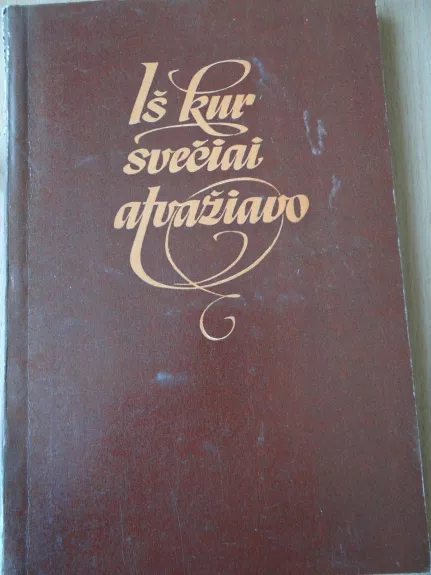 Iš kur
svečiai
atvažiavo